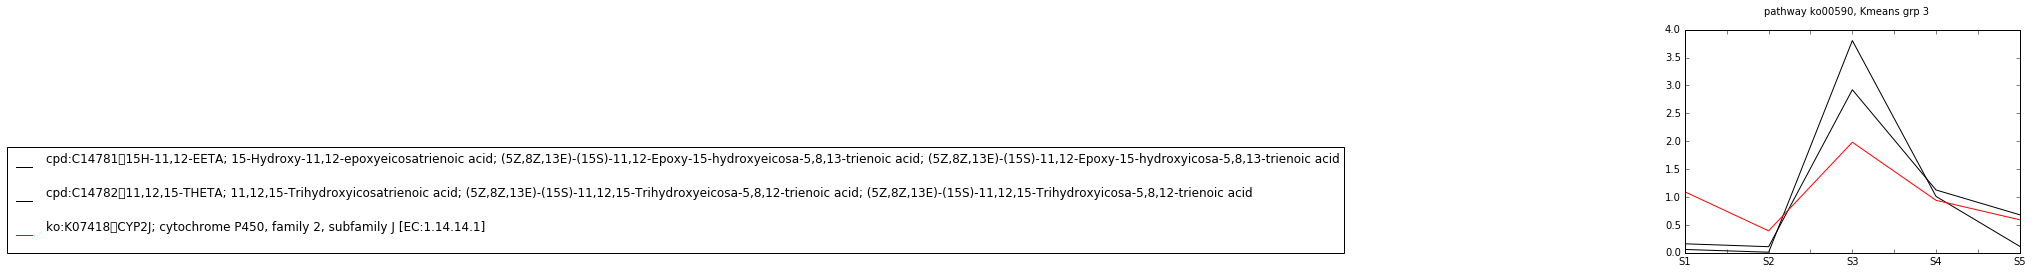 pathway ko00590, Kmeans grp 3
4.0
3.5
3.0
2.5
2.0
1.5
1.0
0.5
0.0
S1 S2 S3 S4 S5
cpd:C14781▯15H-11,12-EETA; 15-Hydroxy-11,12-epoxyeicosatrienoic acid; (5Z,8Z,13E)-(15S)-11,12-Epoxy-15-hydroxyeicosa-5,8,13-trienoic acid; (5Z,8Z,13E)-(15S)-11,12-Epoxy-15-hydroxyicosa-5,8,13-trienoic acid
cpd:C14782▯11,12,15-THETA; 11,12,15-Trihydroxyicosatrienoic acid; (5Z,8Z,13E)-(15S)-11,12,15-Trihydroxyeicosa-5,8,12-trienoic acid; (5Z,8Z,13E)-(15S)-11,12,15-Trihydroxyicosa-5,8,12-trienoic acid
ko:K07418▯CYP2J; cytochrome P450, family 2, subfamily J [EC:1.14.14.1]